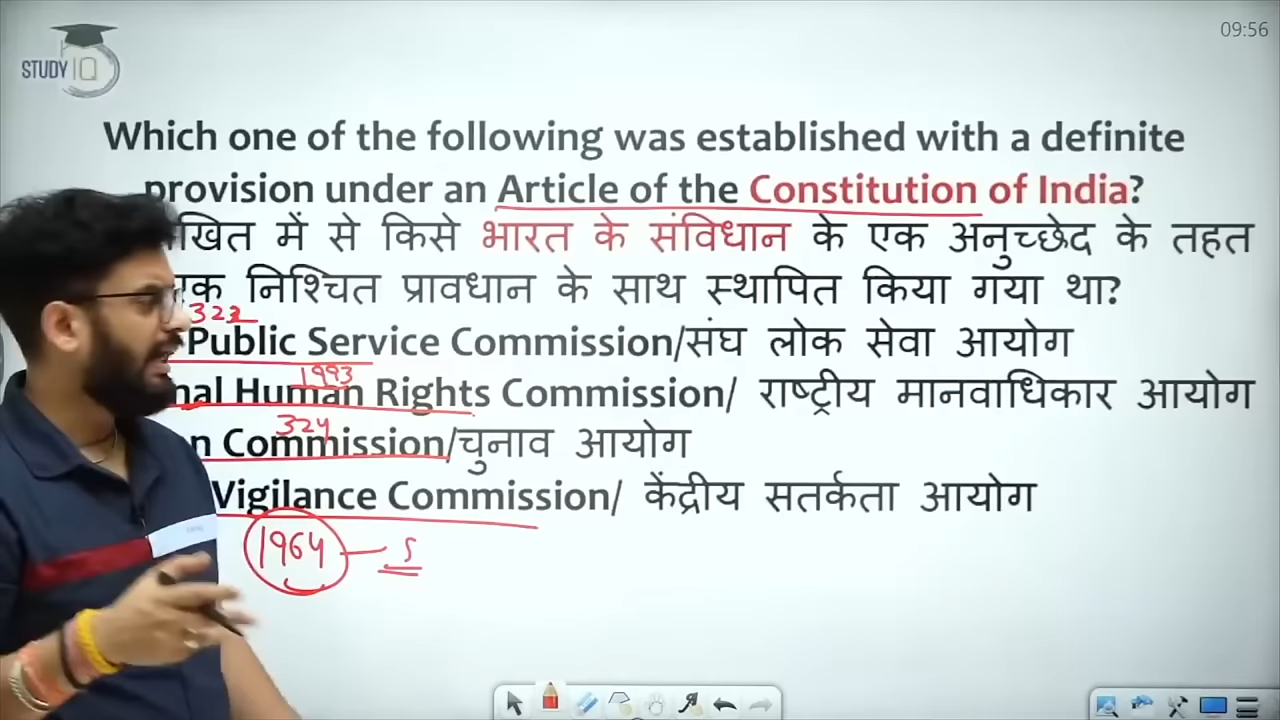 STUDY IQ
09:56
Which one of the following was established with a definite
provision under an Article of the Constitution of India?
खित में से किसे भारत के संविधान के एक अनुच्छेद के तहत
एक निश्चित प्रावधान के साथ स्थापित किया गया था?
Public Service Commission/संघ लोक सेवा आयोग
1993
nal Human Rights Commission/ राष्ट्रीय मानवाधिकार आयोग
324
n Commission/चुनाव आयोग
Vigilance Commission/ केंद्रीय सतर्कता आयोग
1964